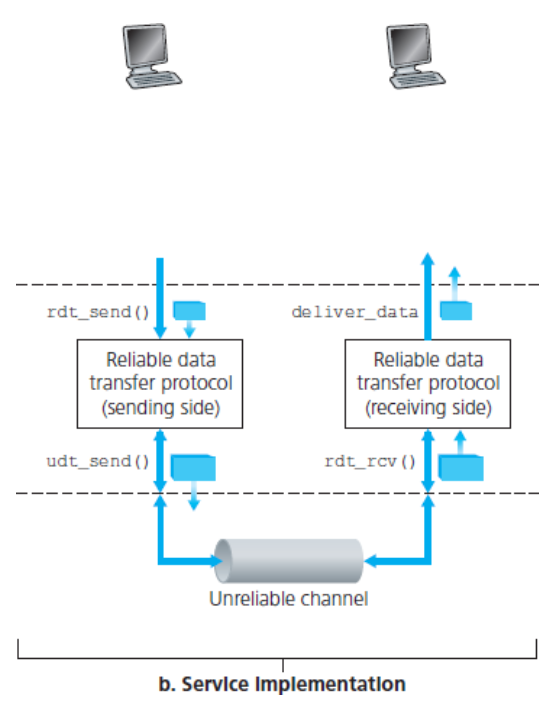 rdt_send()
deliver_data
Reliable data
transfer protocol
(sending side)
Reliable data
transfer protocol
(receiving side)
udt_send()
rdt_rcv()
Unreliable channel
b. Service implementation